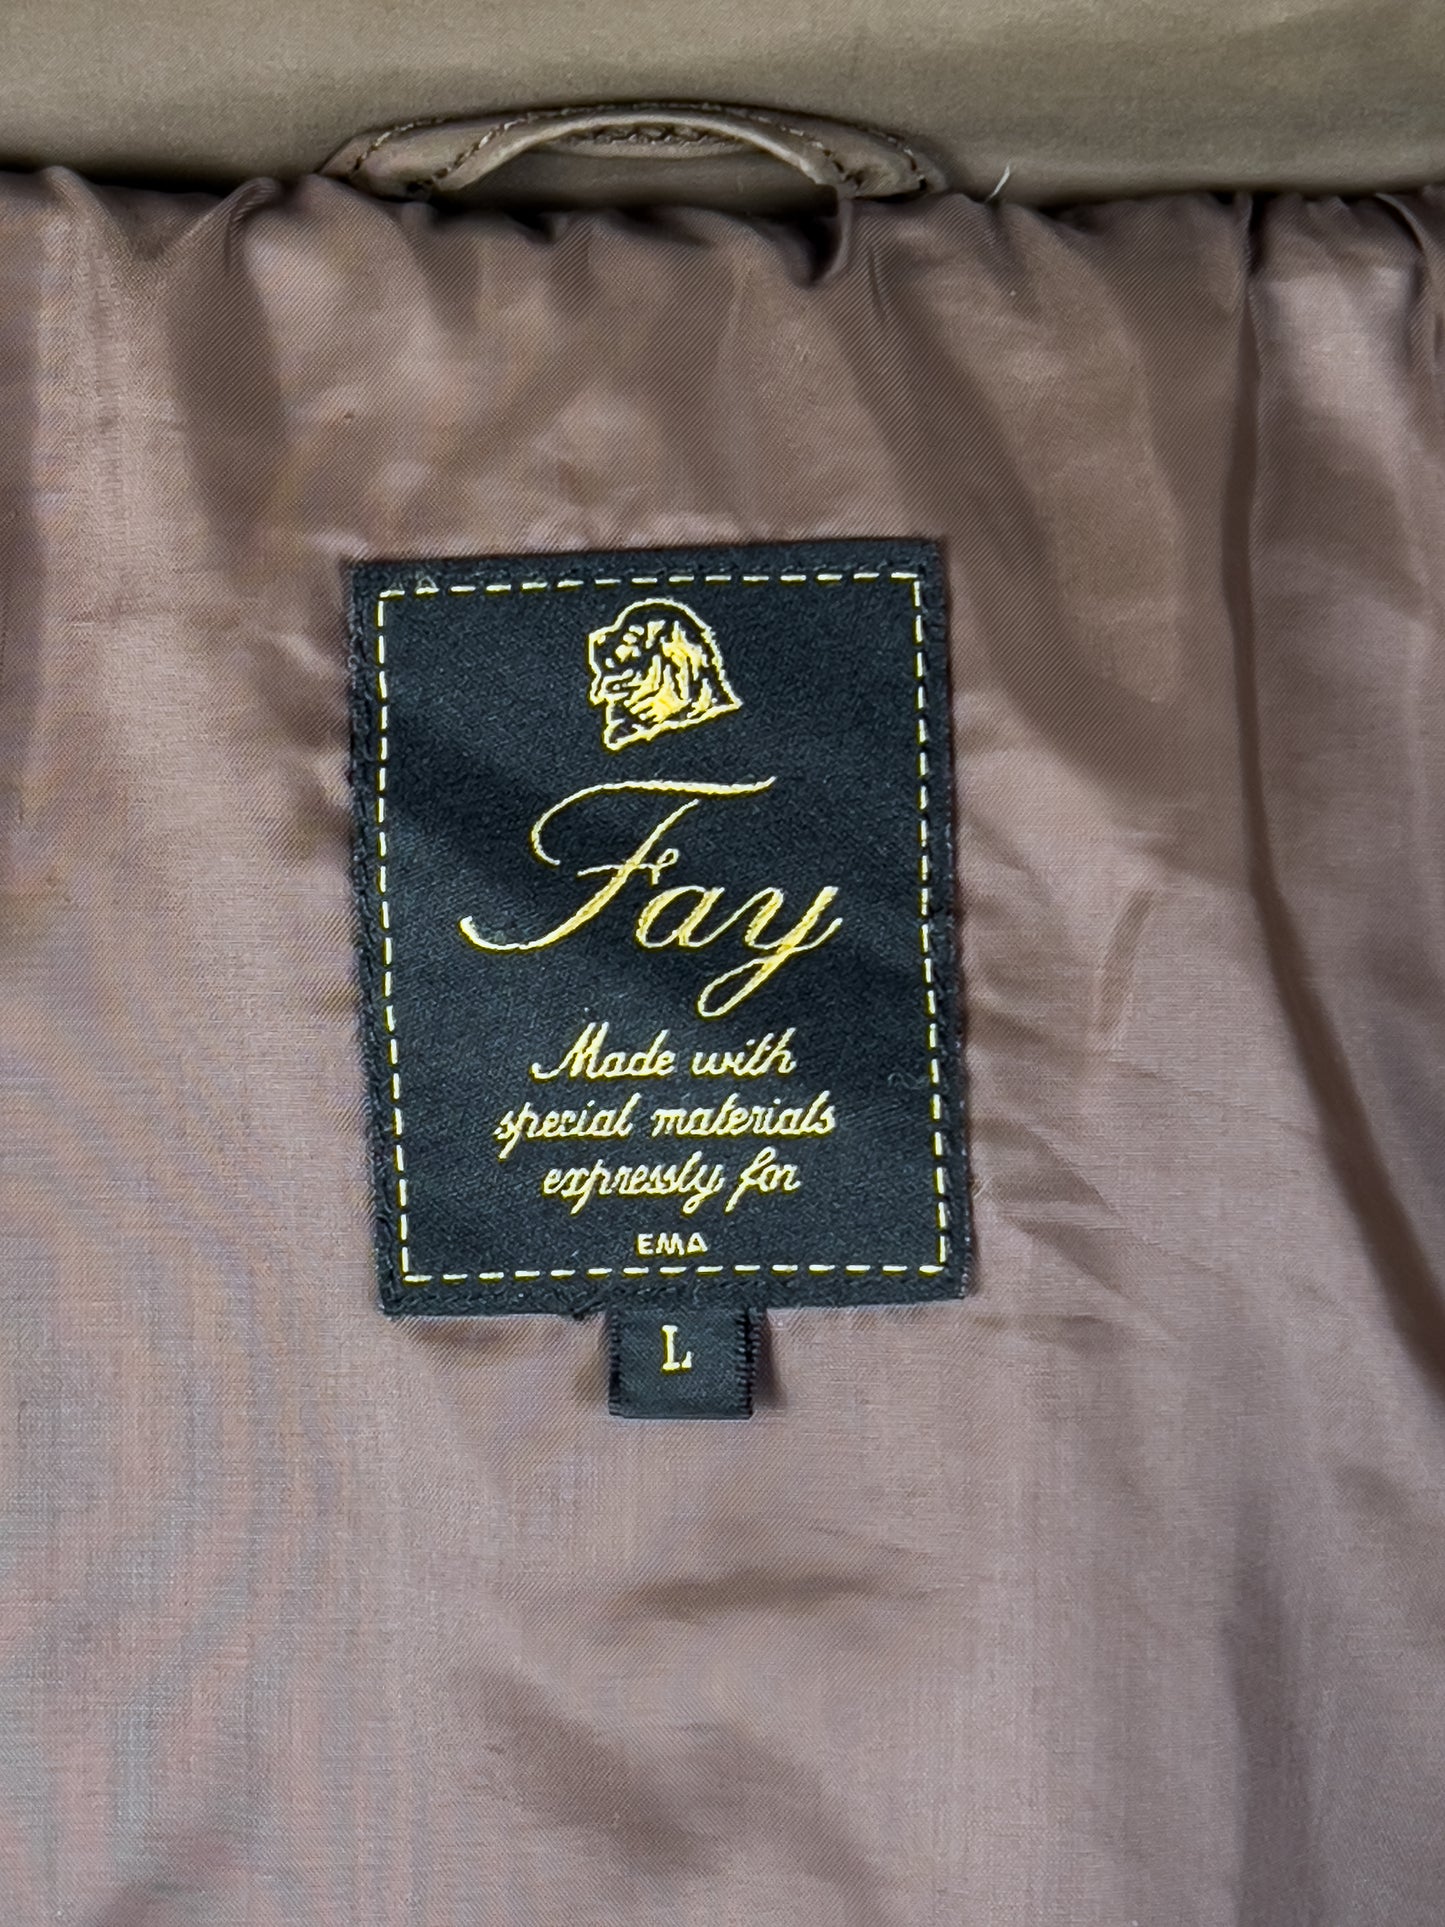 Fay
Made with
special materials
expressly for
EMA
L